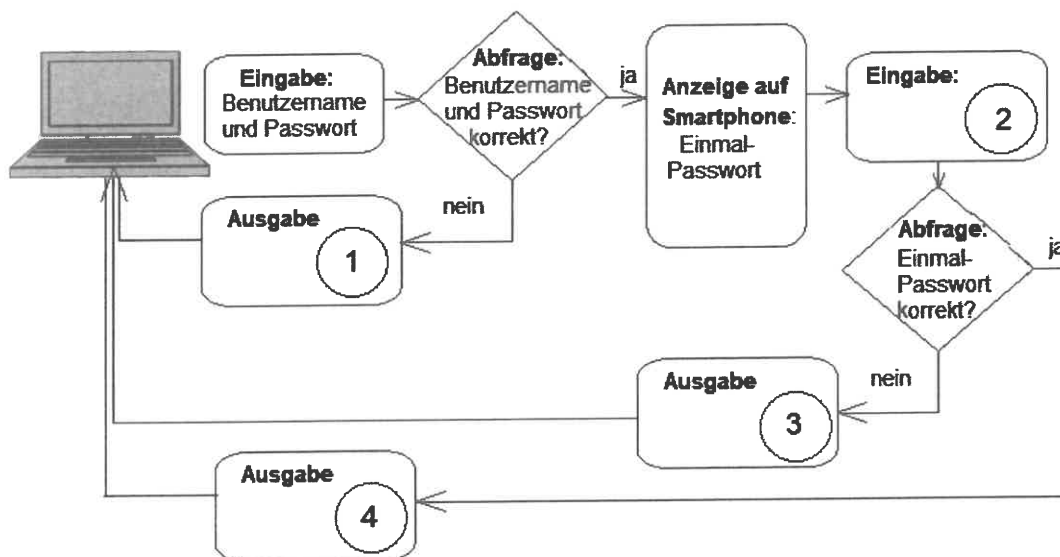 Eingabe:
Benutzername
und Passwort
Abfrage:
Benutzername
und Passwort
korrekt?
ja
Anzeige auf
Smartphone:
Einmal-
Passwort
Eingabe:
2
nein
Ausgabe
1
Abfrage:
Einmal-
Passwort
korrekt?
ja
nein
Ausgabe
3
Ausgabe
4